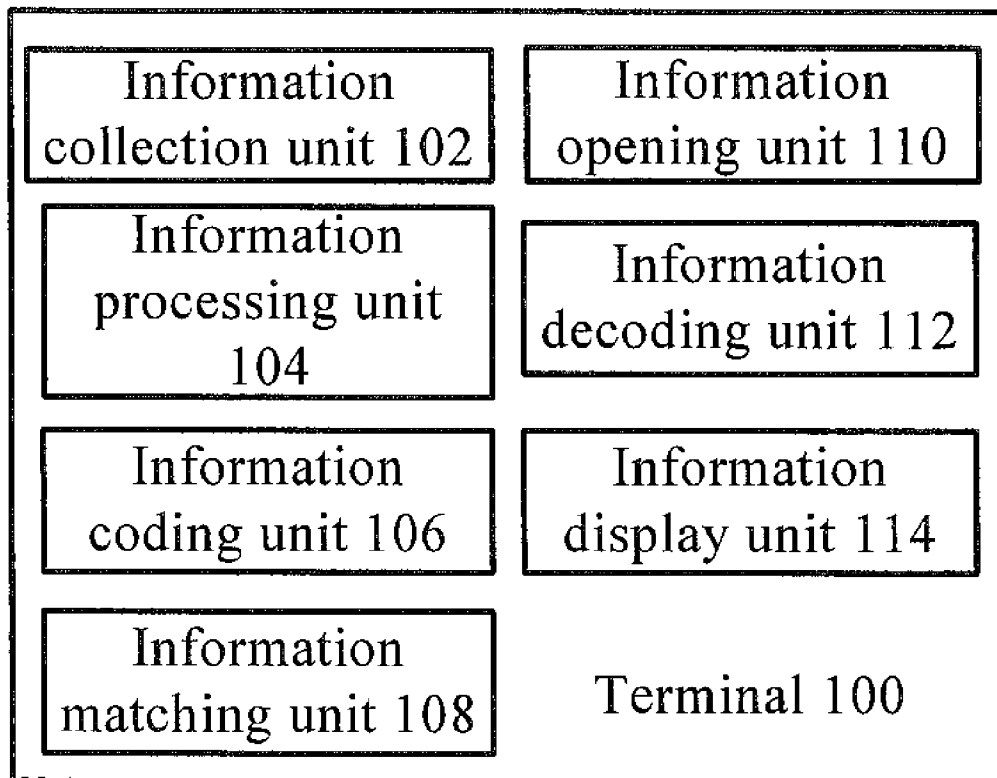 Information
collection unit 102
Information
processing unit
104
Information
coding unit 106
Information
matching unit 108
Information
opening unit 110
Information
decoding unit 112
Information
display unit 114
Terminal 100